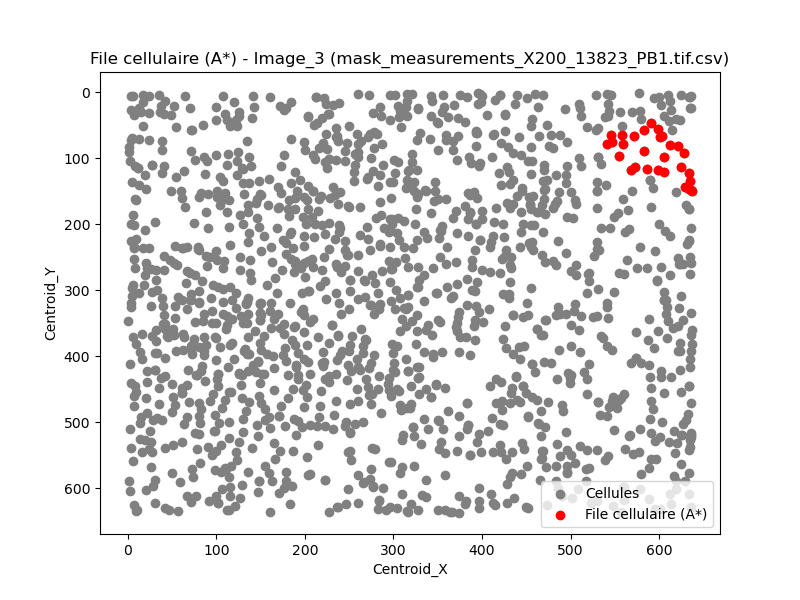 File cellulaire (A*) - Image_3 (mask_measurements_X200_13823_PB1.tif.csv)
0
100
200
300
400
500
600
Centroid_Y
0
100
200
300
400
500
600
Centroid_X
Cellules
File cellulaire (A*)